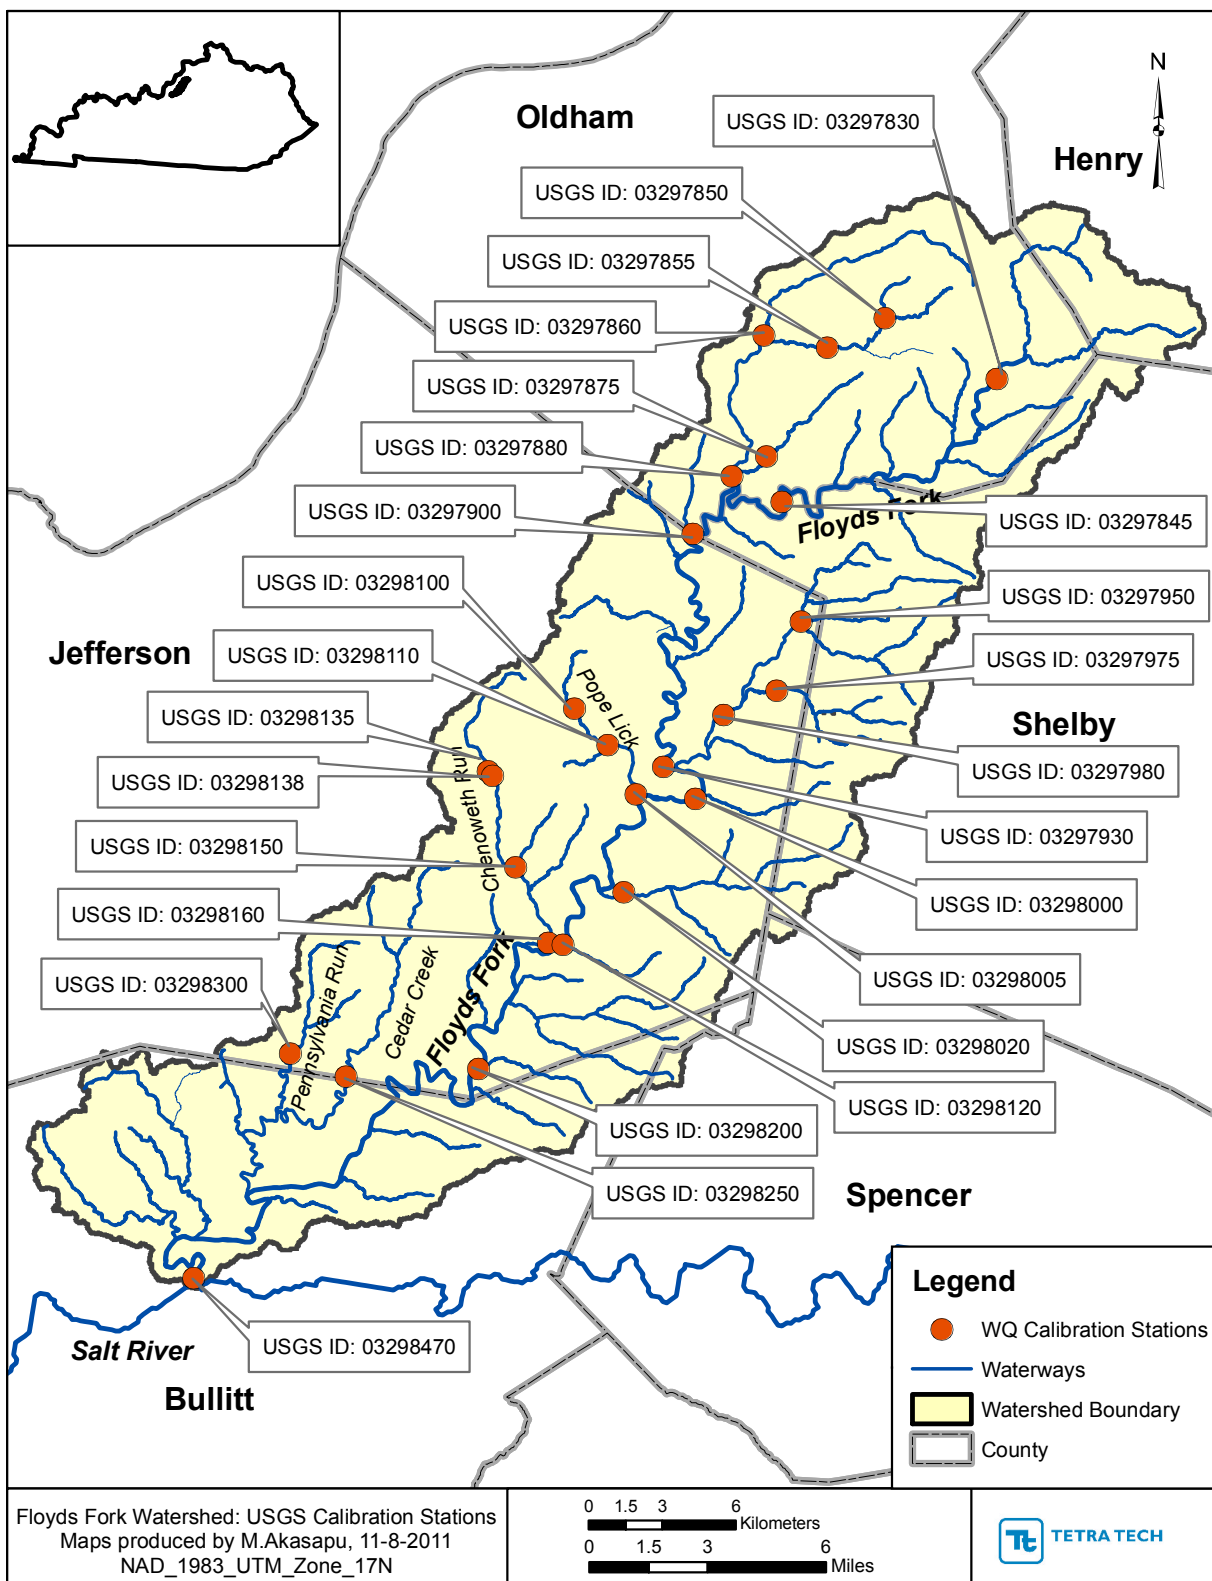 Oldham
USGS ID: 03297830
N
Henry
USGS ID: 03297850
USGS ID: 03297855
USGS ID: 03297860
USGS ID: 03297875
USGS ID: 03297880
USGS ID: 03297900
Floyds Fork
USGS ID: 03297845
USGS ID: 03298100
USGS ID: 03297950
Jefferson
USGS ID: 03298110
USGS ID: 03297975
Pope Lick
USGS ID: 03298135
Shelby
USGS ID: 03298138
USGS ID: 03297980
Chenoweth Run
USGS ID: 03298150
USGS ID: 03297930
USGS ID: 03298160
USGS ID: 03298000
USGS ID: 03298300
Pennsylvania Run
Cedar Creek
Floyds Fork
USGS ID: 03298005
USGS ID: 03298020
USGS ID: 03298120
USGS ID: 03298200
USGS ID: 03298250
Spencer
Salt River
USGS ID: 03298470
Bullitt
Legend
WQ Calibration Stations
Waterways
Watershed Boundary
County
Floyds Fork Watershed: USGS Calibration Stations
Maps produced by M.Akasapu, 11-8-2011
NAD_1983_UTM_Zone_17N
0 1.5 3 6
Kilometers
0 1.5 3 6
Miles
Tt TETRA TECH